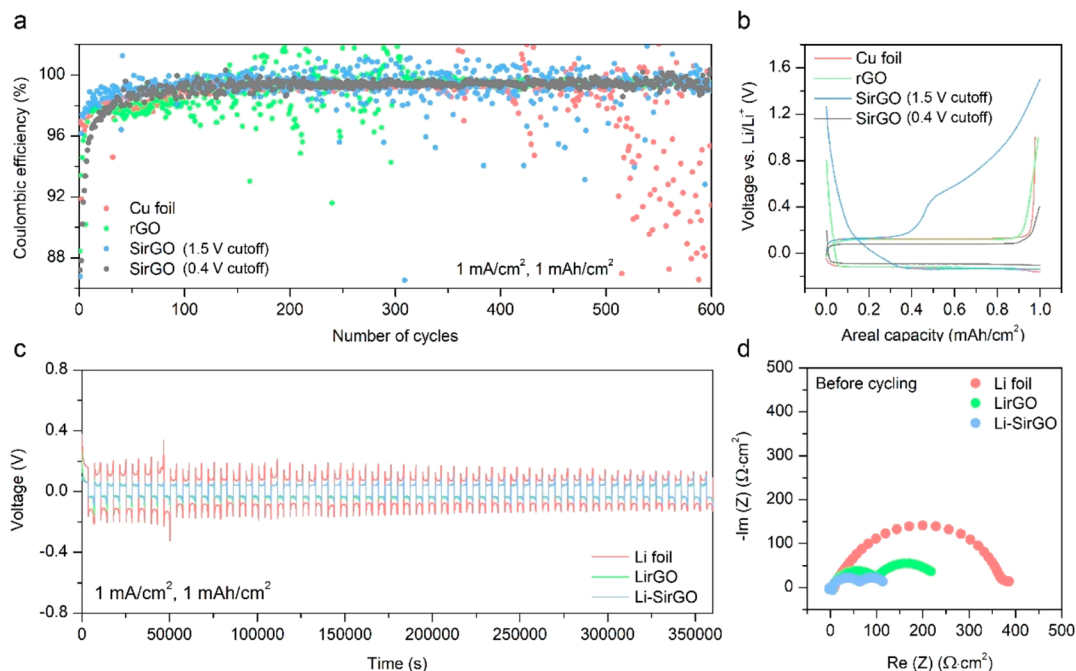 a
Coulombic efficiency (%)
100
96
92
88
Cu foil
rGO
SirGO (1.5 V cutoff)
SirGO (0.4 V cutoff)
1 mA/cm², 1 mAh/cm²
0 100 200 300 400 500 600
Number of cycles
b
Voltage vs. Li/Li⁺ (V)
1.6
1.2
0.8
0.4
0.0
Cu foil
rGO
SirGO (1.5 V cutoff)
SirGO (0.4 V cutoff)
0.0 0.2 0.4 0.6 0.8 1.0
Areal capacity (mAh/cm²)
c
Voltage (V)
0.8
0.4
0.0
-0.4
-0.8
Li foil
LirGO
Li-SirGO
1 mA/cm², 1 mAh/cm²
0 50000 100000 150000 200000 250000 300000 350000
Time (s)
d
-Im (Z) (Ω·cm²)
500
400
300
200
100
0
Before cycling
Li foil
LirGO
Li-SirGO
0 100 200 300 400 500
Re (Z) (Ω·cm²)